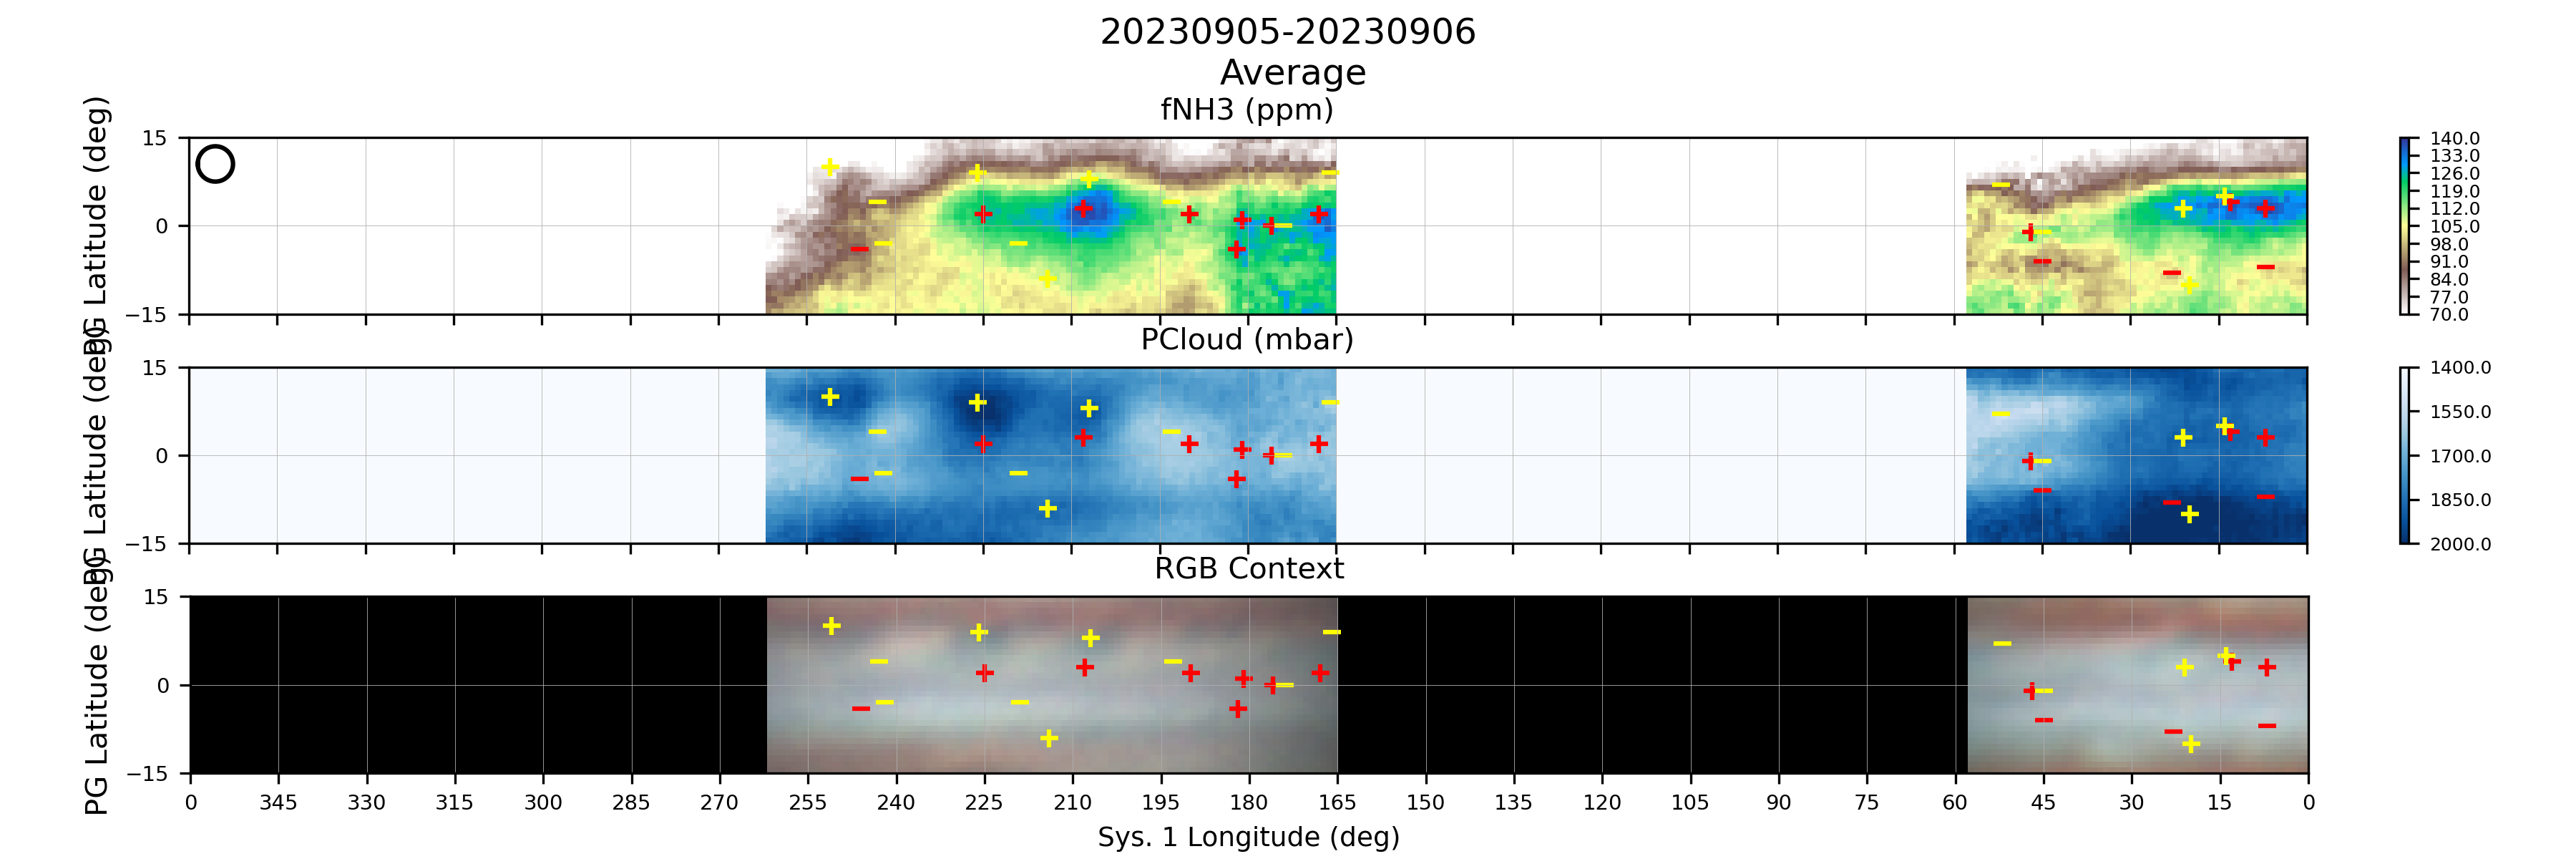 20230905-20230906
Average
fNH3 (ppm)
PG Latitude (deg)
15
0
−15
140.0
133.0
126.0
119.0
112.0
105.0
98.0
91.0
84.0
77.0
70.0
PCloud (mbar)
PG Latitude (deg)
15
0
−15
1400.0
1550.0
1700.0
1850.0
2000.0
RGB Context
PG Latitude (deg)
15
0
−15
0 345 330 315 300 285 270 255 240 225 210 195 180 165 150 135 120 105 90 75 60 45 30 15 0
Sys. 1 Longitude (deg)